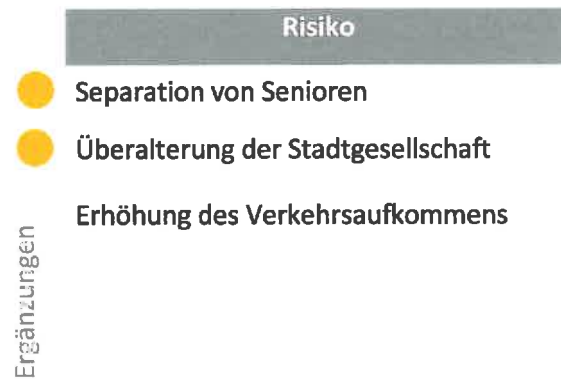 Risiko
Separation von Senioren
Überalterung der Stadtgesellschaft
Erhöhung des Verkehrsaufkommens
Ergänzungen